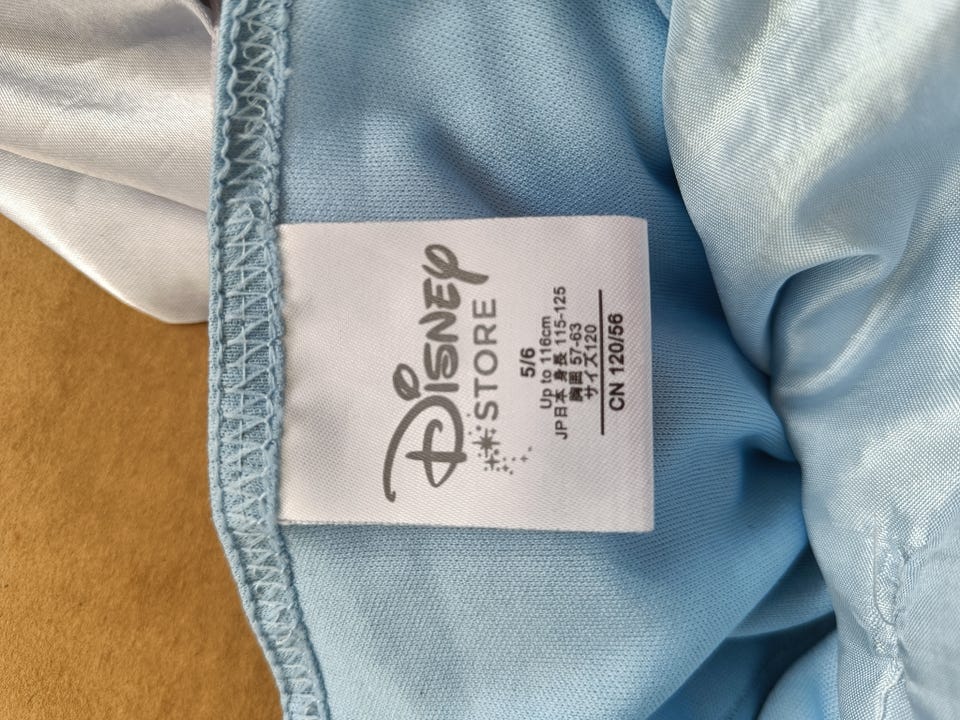 Disney
STORE
5/6
Up to 116cm
JP日本 身長 115-125
胸囲 57-63
サイズ120
CN 120/56